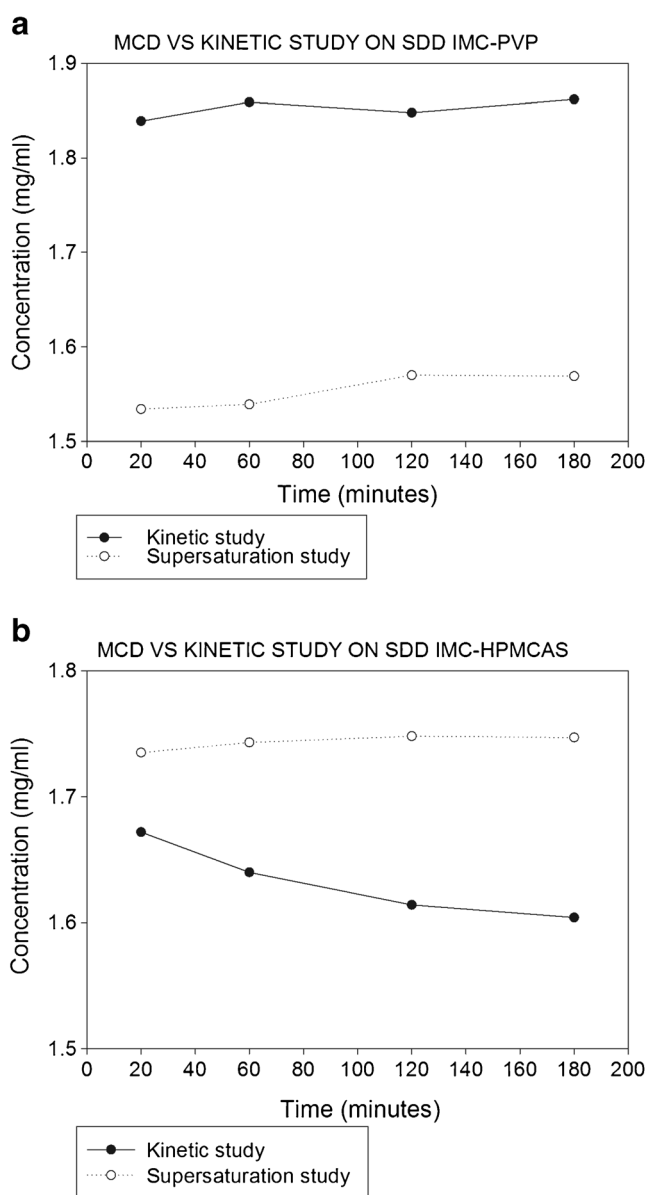 a
MCD VS KINETIC STUDY ON SDD IMC-PVP
1.9
1.8
1.7
1.6
1.5
Concentration (mg/ml)
0 20 40 60 80 100 120 140 160 180 200
Time (minutes)
Kinetic study
Supersaturation study
b
MCD VS KINETIC STUDY ON SDD IMC-HPMCAS
1.8
1.7
1.6
1.5
Concentration (mg/ml)
0 20 40 60 80 100 120 140 160 180 200
Time (minutes)
Kinetic study
Supersaturation study